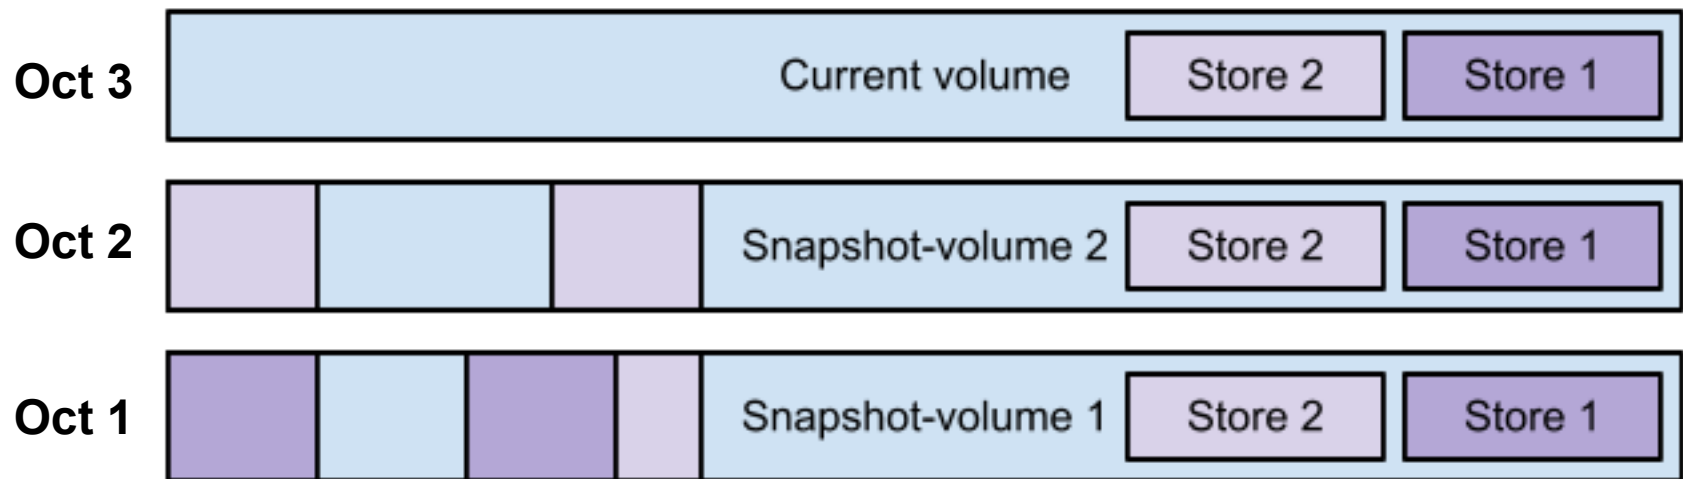 Oct 3 Current volume Store 2 Store 1
Oct 2 Snapshot-volume 2 Store 2 Store 1
Oct 1 Snapshot-volume 1 Store 2 Store 1